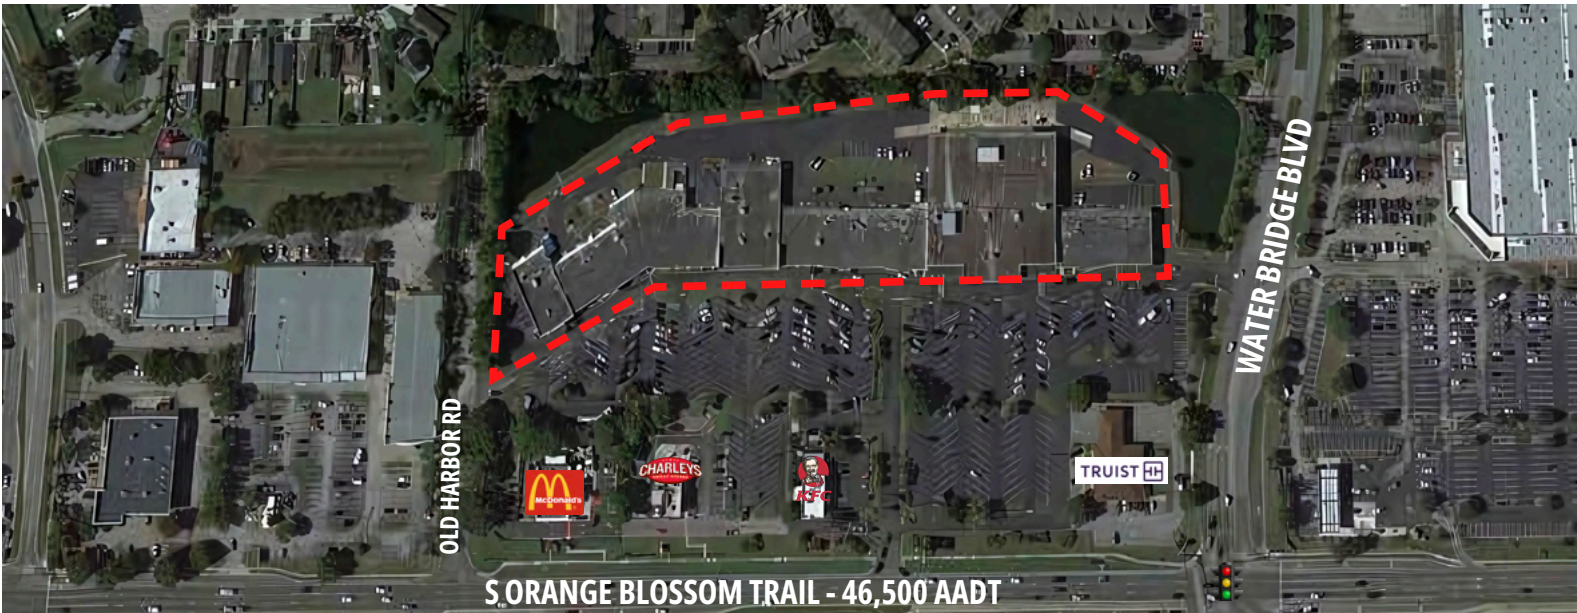 WATER BRIDGE BLVD
OLD HARBOR RD
McDonald's
CHARLEYS
KFC
TRUIST
S ORANGE BLOSSOM TRAIL - 46,500 AADT